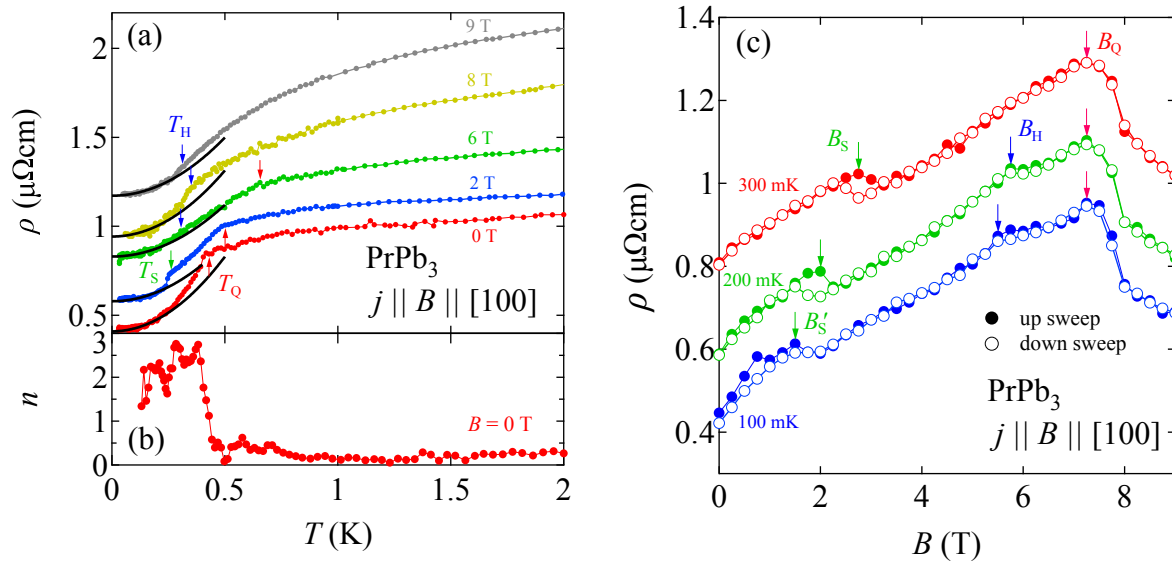 (a)
9 T
8 T
6 T
2 T
0 T
T_H
T_S
T_Q
PrPb₃
j || B || [100]
2
1.5
1
0.5
ρ (μΩcm)
(b)
B = 0 T
3
2
1
0
n
0
0.5
1
1.5
2
T (K)
(c)
B_Q
B_H
B_S
B_S′
300 mK
200 mK
100 mK
up sweep
down sweep
PrPb₃
j || B || [100]
1.4
1.2
1
0.8
0.6
0.4
ρ (μΩcm)
0
2
4
6
8
B (T)